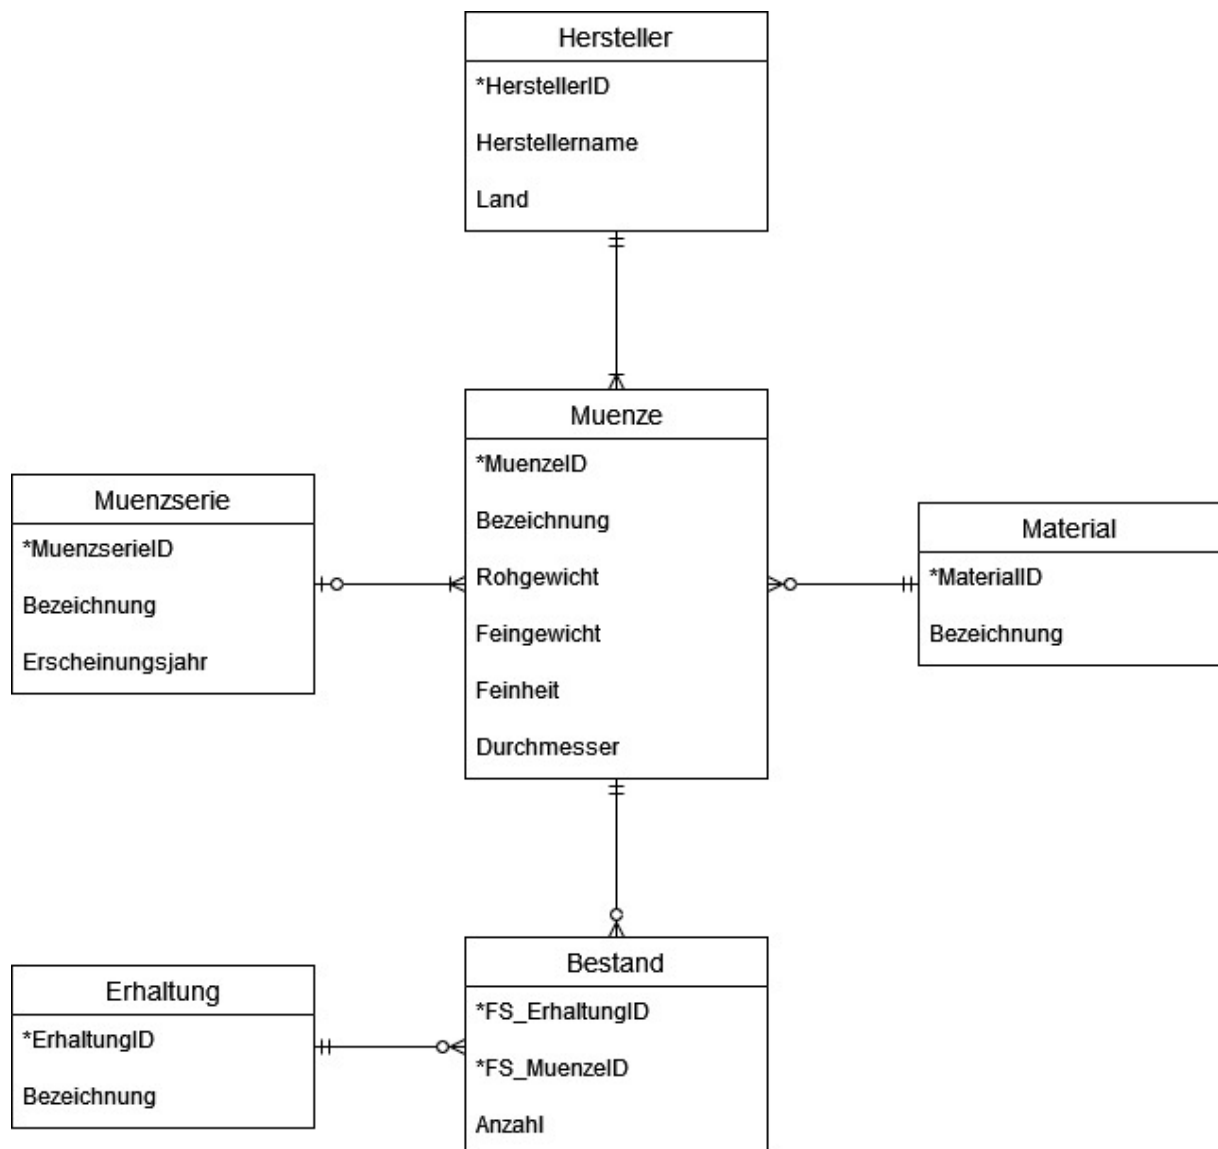 Hersteller
*HerstellerID
Herstellername
Land
Muenze
*MuenzeID
Bezeichnung
Rohgewicht
Feingewicht
Feinheit
Durchmesser
Muenzserie
*MuenzserieID
Bezeichnung
Erscheinungsjahr
Material
*MaterialID
Bezeichnung
Erhaltung
*ErhaltungID
Bezeichnung
Bestand
*FS_ErhaltungID
*FS_MuenzeID
Anzahl